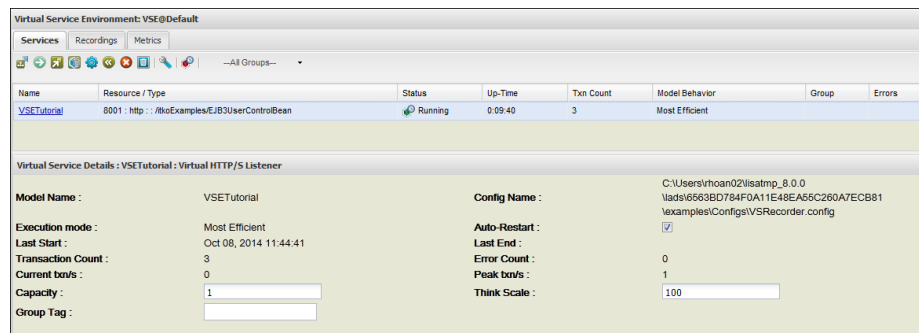 Virtual Service Environment: VSE@Default
Services Recordings Metrics
--All Groups--
Name Resource / Type Status Up-Time Txn Count Model Behavior Group Errors
VSETutorial 8001 : http : : /itkoExamples/EJB3UserControlBean Running 0:09:40 3 Most Efficient
Virtual Service Details : VSETutorial : Virtual HTTP/S Listener
Model Name : VSETutorial Config Name : C:\Users\rhoan02\lisatmp_8.0.0
\lads\6563BD784F0A11E48EA55C260A7ECB81
\examples\Configs\VSRecorder.config
Execution mode : Most Efficient Auto-Restart :
Last Start : Oct 08, 2014 11:44:41 Last End :
Transaction Count : 3 Error Count : 0
Current txn/s : 0 Peak txn/s : 1
Capacity : 1 Think Scale : 100
Group Tag :